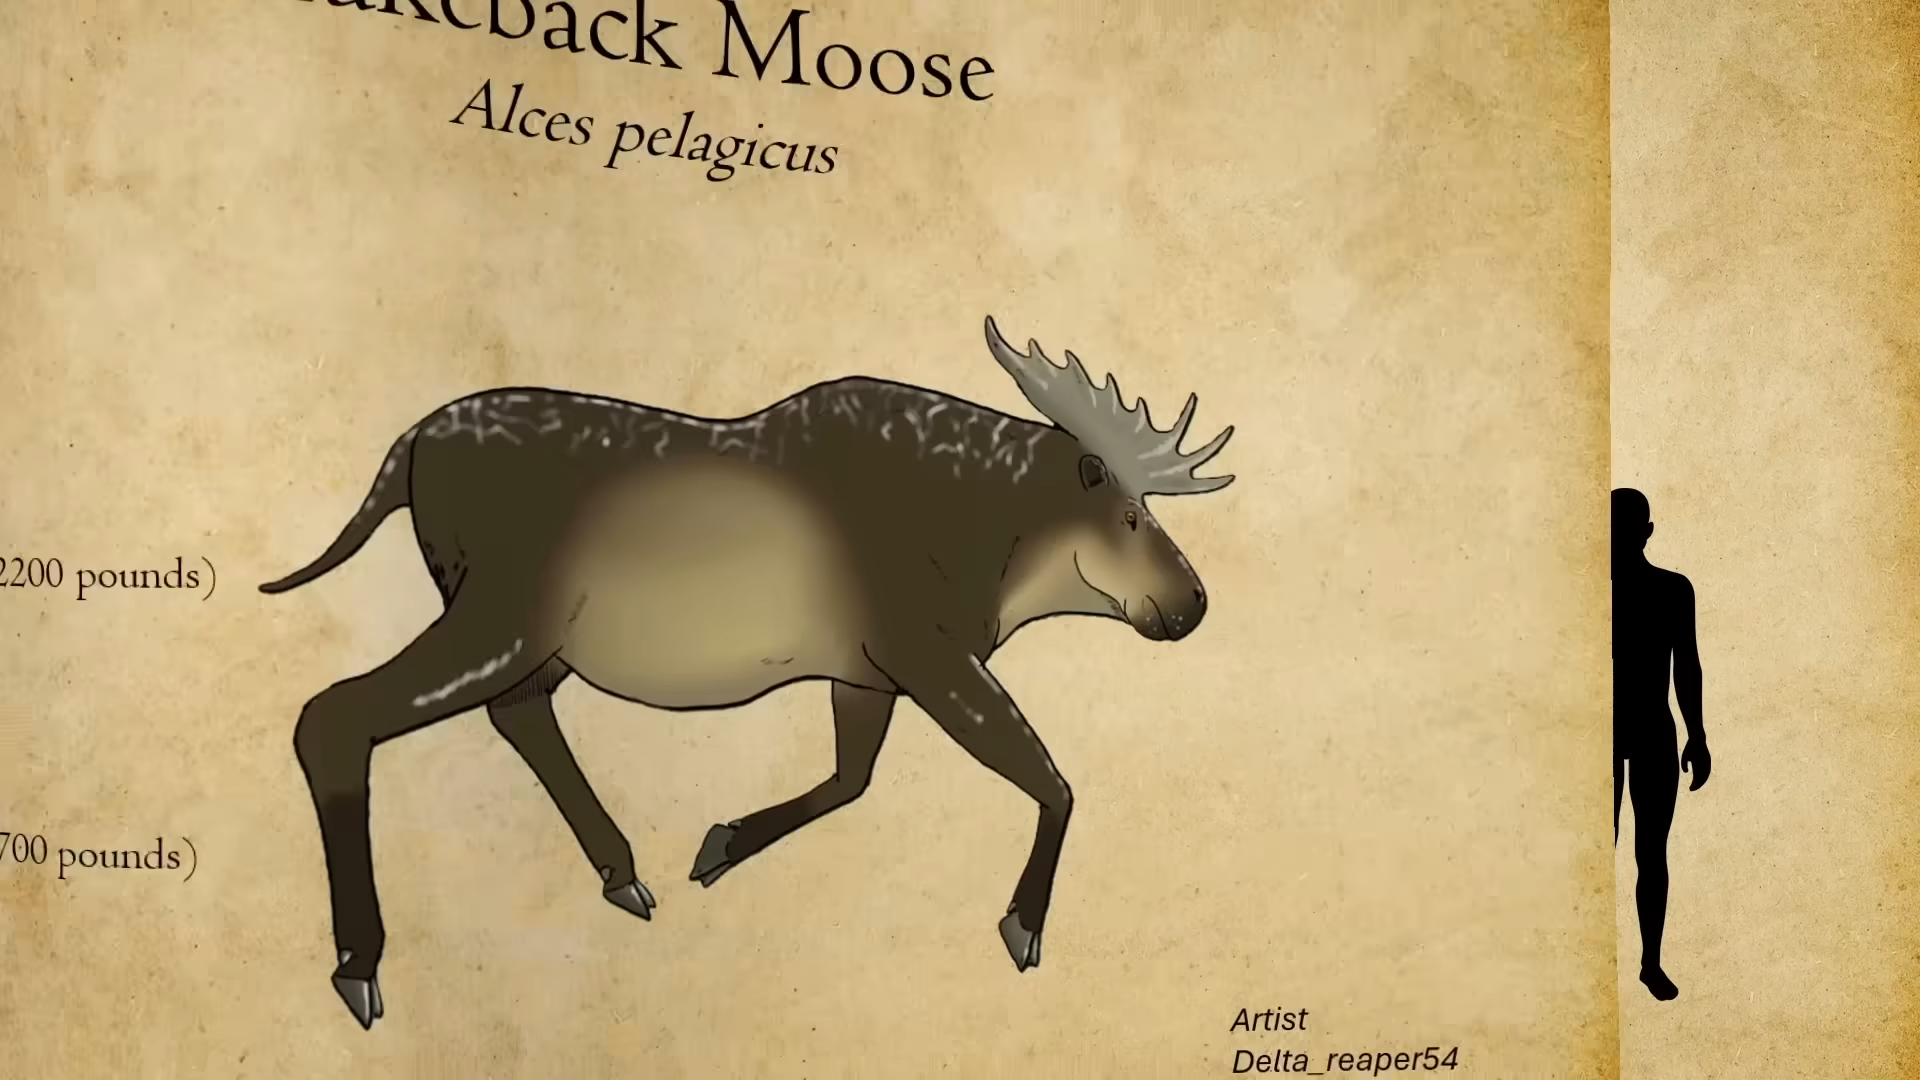 Moose
Alces pelagicus
2200 pounds)
700 pounds)
Artist
Delta_reaper54